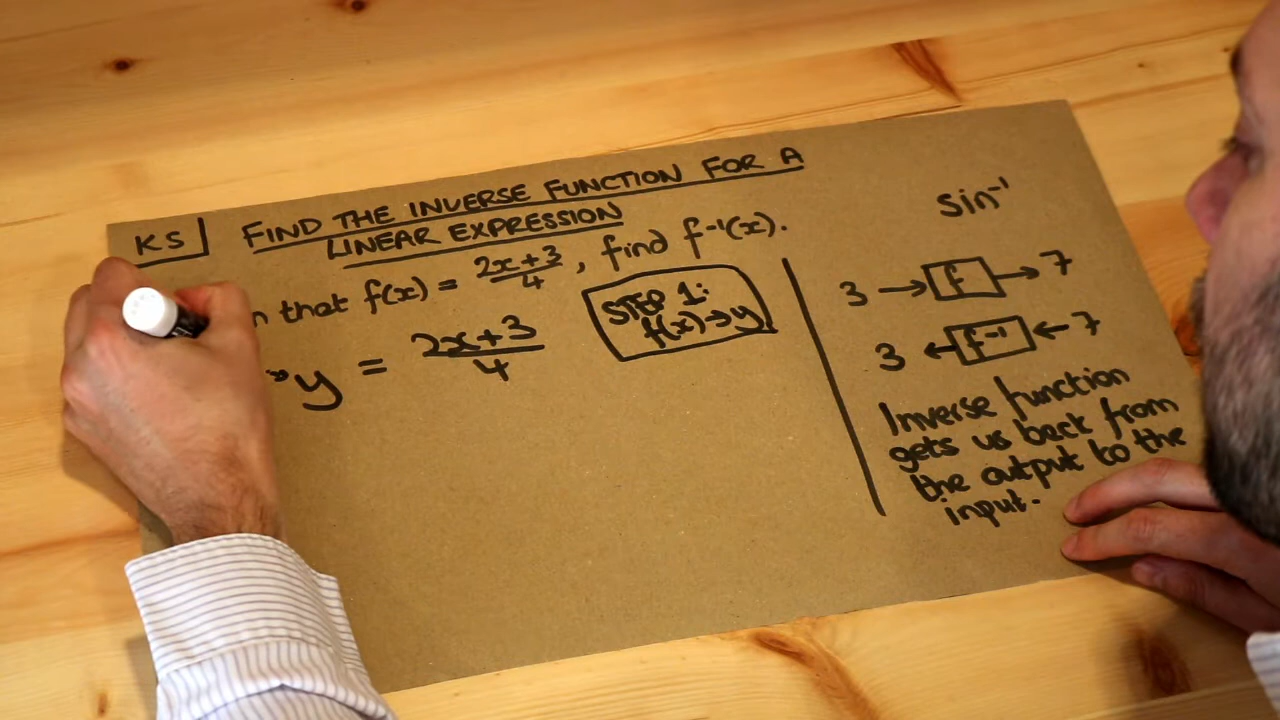 KS
FIND THE INVERSE FUNCTION FOR A
LINEAR EXPRESSION
n that f(x) = 2x+3/4, find f⁻¹(x).
y = 2x+3/4
STEP 1:
f(x)→y
sin⁻¹
3 → f → 7
3 ← f⁻¹ ← 7
Inverse function
gets us back from
the output to the
input.